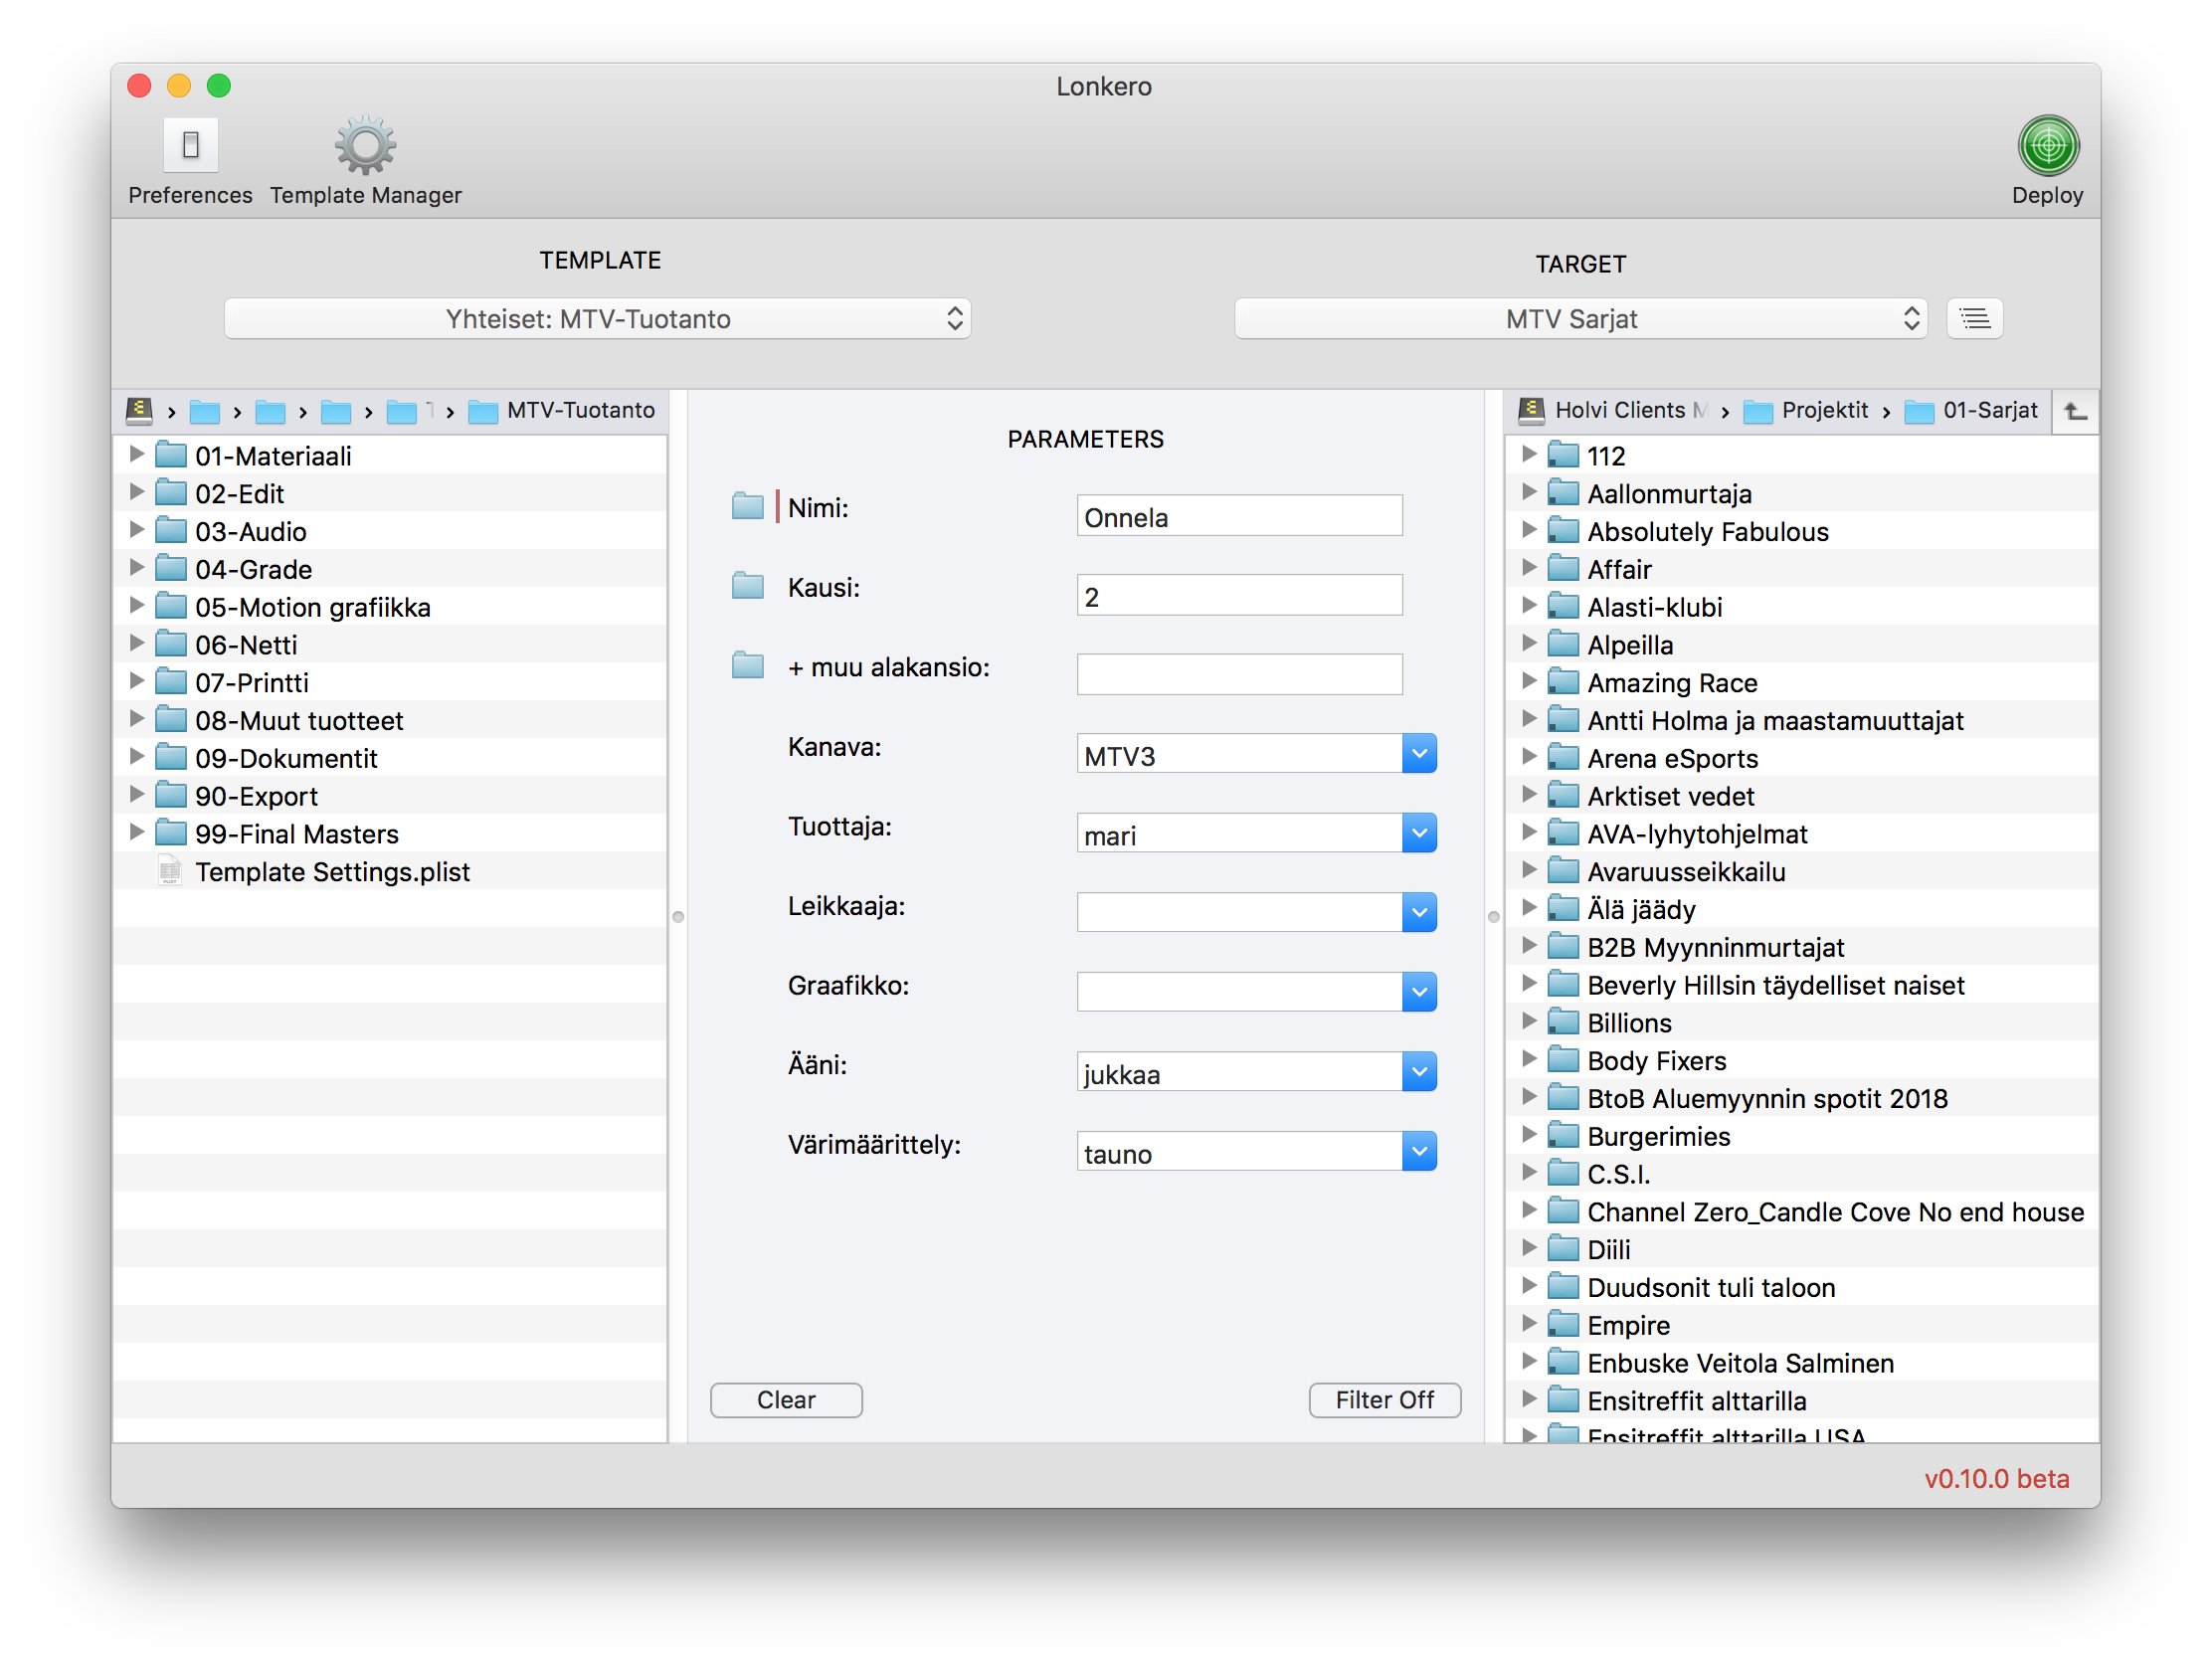 Lonkero
Preferences
Template Manager
Deploy
TEMPLATE
TARGET
Yhteiset: MTV-Tuotanto
MTV Sarjat
MTV-Tuotanto
01-Materiaali
02-Edit
03-Audio
04-Grade
05-Motion grafiikka
06-Netti
07-Printti
08-Muut tuotteet
09-Dokumentit
90-Export
99-Final Masters
Template Settings.plist
PARAMETERS
Nimi:
Onnela
Kausi:
2
+ muu alakansio:
Kanava:
MTV3
Tuottaja:
mari
Leikkaaja:
Graafikko:
Ääni:
jukkaa
Värimäärittely:
tauno
Clear
Filter Off
Holvi Clients M
Projektit
01-Sarjat
112
Aallonmurtaja
Absolutely Fabulous
Affair
Alasti-klubi
Alpeilla
Amazing Race
Antti Holma ja maastamuuttajat
Arena eSports
Arktiset vedet
AVA-lyhytohjelmat
Avaruusseikkailu
Älä jäädy
B2B Myynninmurtajat
Beverly Hillsin täydelliset naiset
Billions
Body Fixers
BtoB Aluemyynnin spotit 2018
Burgerimies
C.S.I.
Channel Zero_Candle Cove No end house
Diili
Duudsonit tuli taloon
Empire
Enbuske Veitola Salminen
Ensitreffit alttarilla
Ensitreffit alttarilla USA
v0.10.0 beta